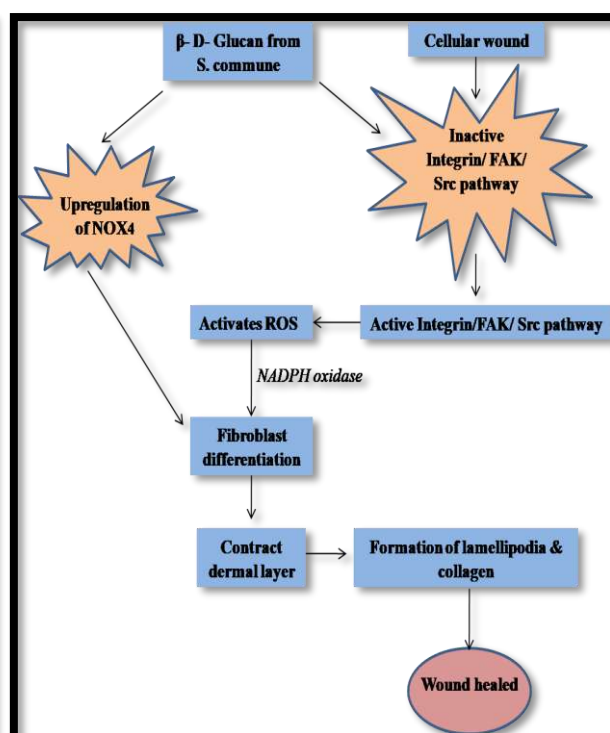 β- D- Glucan from
S. commune
Cellular wound
Inactive
Integrin/ FAK/
Src pathway
Upregulation
of NOX4
Activates ROS
Active Integrin/FAK/ Src pathway
NADPH oxidase
Fibroblast
differentiation
Contract
dermal layer
Formation of lamellipodia &
collagen
Wound healed